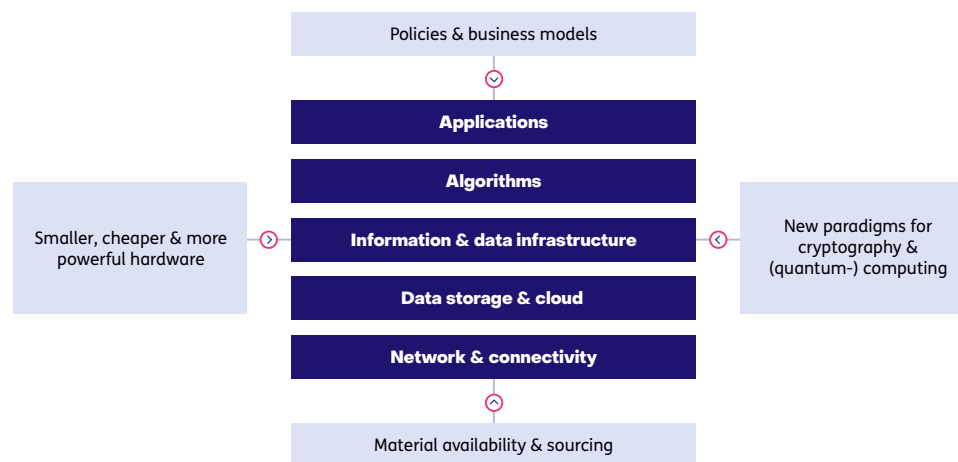 Policies & business models
Applications
Algorithms
Smaller, cheaper & more
powerful hardware
Information & data infrastructure
New paradigms for
cryptography &
(quantum-) computing
Data storage & cloud
Network & connectivity
Material availability & sourcing